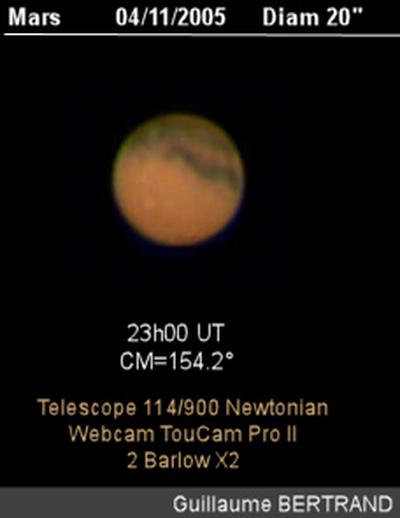 Mars 04/11/2005 Diam 20"
23h00 UT
CM=154.2°
Telescope 114/900 Newtonian
Webcam TouCam Pro II
2 Barlow X2
Guillaume BERTRAND